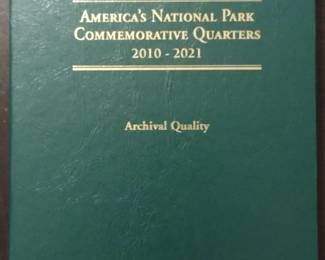 America's National Park
Commemorative Quarters
2010 - 2021
Archival Quality